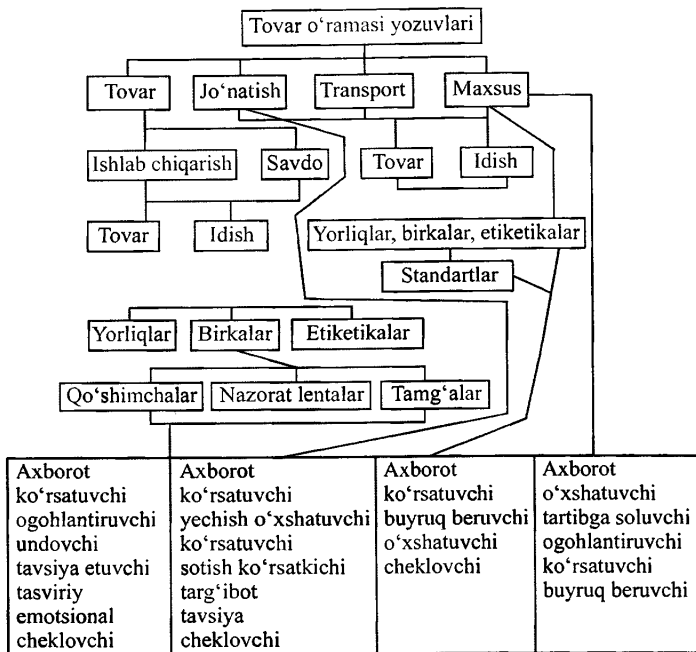 Tovar o‘ramasi yozuvlari
Tovar
Jo‘natish
Transport
Maxsus
Ishlab chiqarish
Savdo
Tovar
Idish
Tovar
Idish
Yorliqlar, birkalar, etiketikalar
Standartlar
Yorliqlar
Birkalar
Etiketikalar
Qo‘shimchalar
Nazorat lentalar
Tamg‘alar
Axborot
ko‘rsatuvchi
ogohlantiruvchi
undovchi
tavsiya etuvchi
tasviriy
emotsional
cheklovchi
Axborot
ko‘rsatuvchi
yechish o‘xshatuvchi
ko‘rsatuvchi
sotish ko‘rsatkichi
targ‘ibot
tavsiya
cheklovchi
Axborot
ko‘rsatuvchi
buyruq beruvchi
o‘xshatuvchi
cheklovchi
Axborot
o‘xshatuvchi
tartibga soluvchi
ogohlantiruvchi
ko‘rsatuvchi
buyruq beruvchi